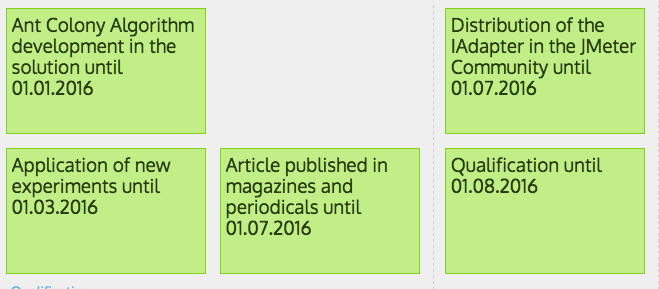 Ant Colony Algorithm
development in the
solution until
01.01.2016
Distribution of the
IAdapter in the JMeter
Community until
01.07.2016
Application of new
experiments until
01.03.2016
Article published in
magazines and
periodicals until
01.07.2016
Qualification until
01.08.2016